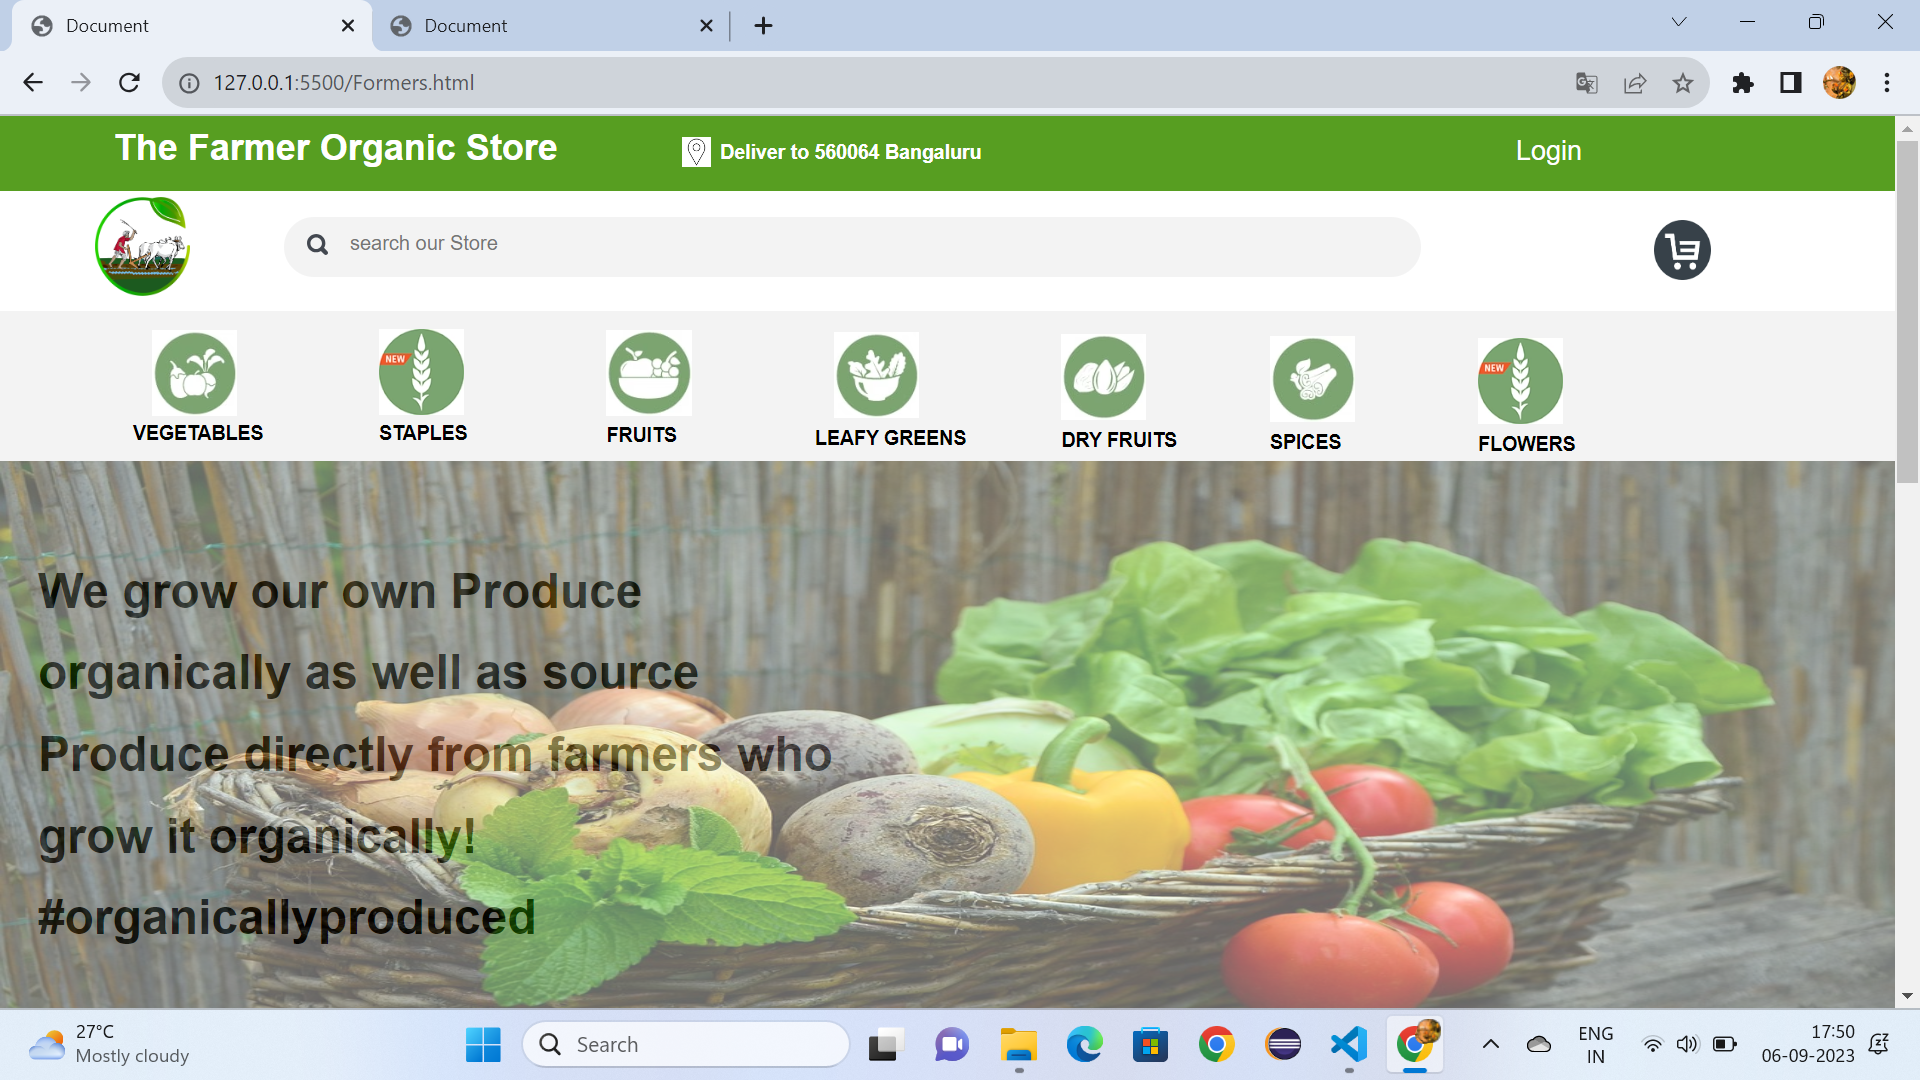 Document
Document
127.0.0.1:5500/Formers.html
The Farmer Organic Store
Deliver to 560064 Bangaluru
Login
search our Store
NEW
NEW
VEGETABLES
STAPLES
FRUITS
LEAFY GREENS
DRY FRUITS
SPICES
FLOWERS
We grow our own Produce
organically as well as source
Produce directly from farmers who
grow it organically!
#organicallyproduced
27°C
Mostly cloudy
Search
ENG
IN
17:50
06-09-2023